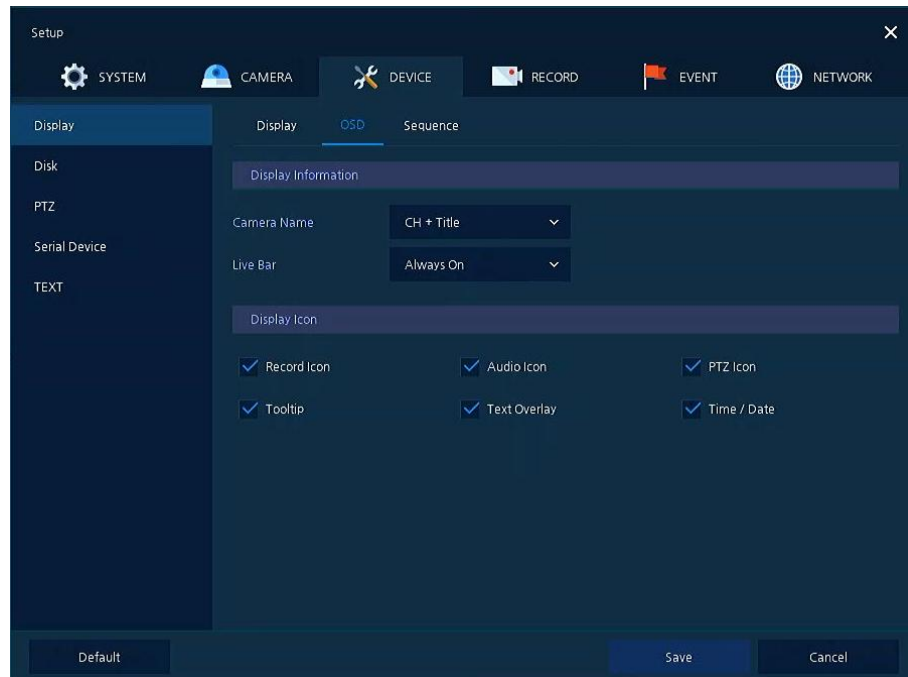 Setup
SYSTEM CAMERA DEVICE RECORD EVENT NETWORK
Display
Disk
PTZ
Serial Device
TEXT
Display OSD Sequence
Display Information
Camera Name CH + Title
Live Bar Always On
Display Icon
Record Icon Audio Icon PTZ Icon
Tooltip Text Overlay Time / Date
Default Save Cancel